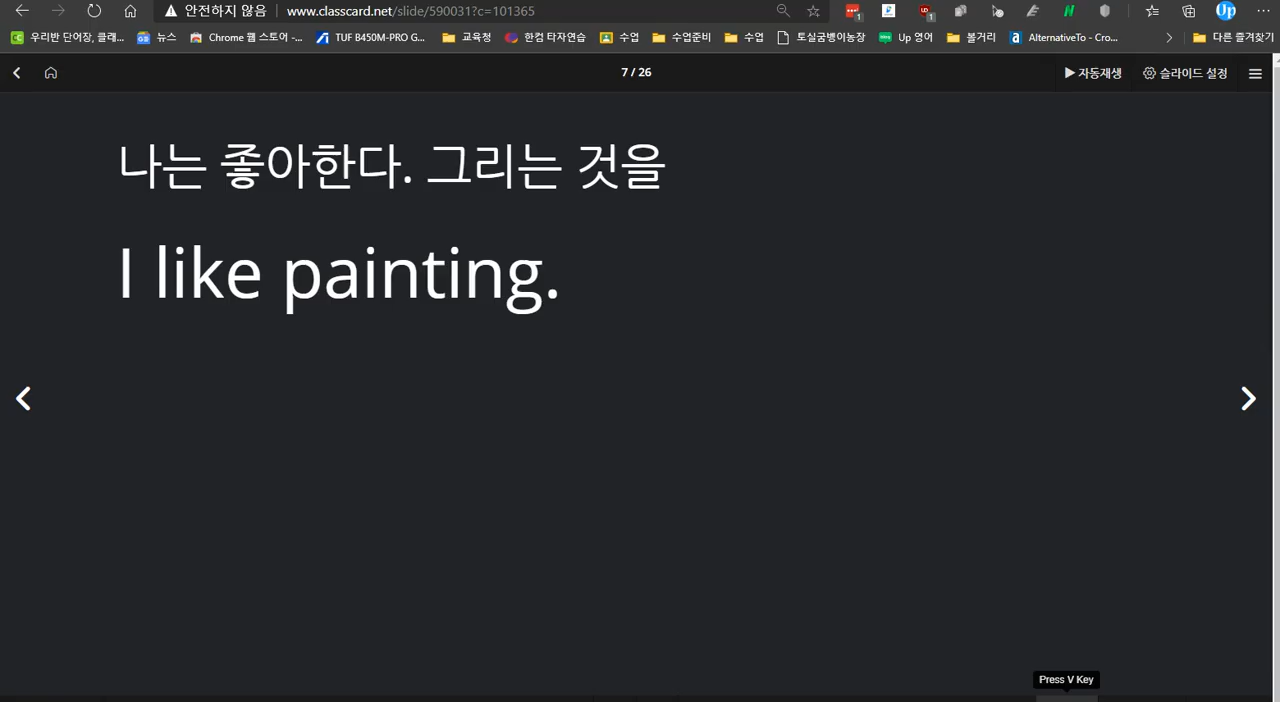 안전하지 않음 www.classcard.net/slide/590031?c=101365
우리반 단어장, 클래... 뉴스 Chrome 웹 스토어 -... TUF B450M-PRO G... 교육청 한컴 타자연습 수업 수업준비 수업 토실굼벵이농장 Up 영어 볼거리 AlternativeTo - Cro... 다른 즐겨찾기
7 / 26 자동재생 슬라이드 설정
나는 좋아한다. 그리는 것을
I like painting.
Press V Key